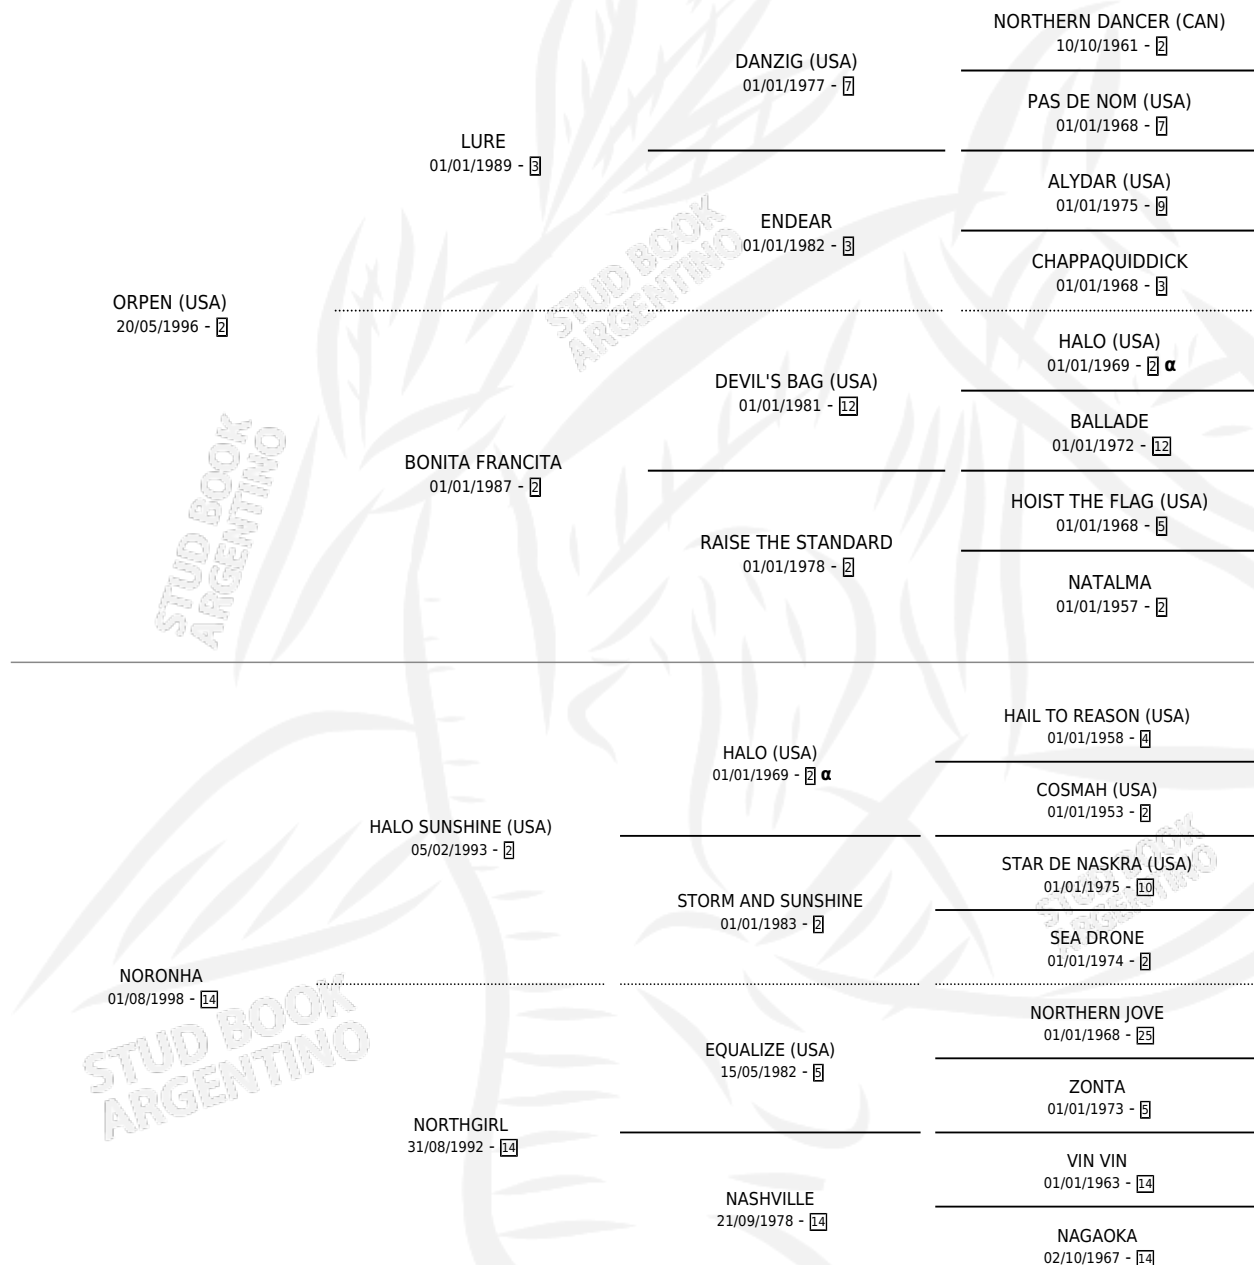 NORTHERN DANCER (CAN)
10/10/1961 - 2
DANZIG (USA)
01/01/1977 - 7
PAS DE NOM (USA)
01/01/1968 - 7
LURE
01/01/1989 - 3
ALYDAR (USA)
01/01/1975 - 9
ENDEAR
01/01/1982 - 3
CHAPPAQUIDDICK
01/01/1968 - 3
ORPEN (USA)
20/05/1996 - 2
HALO (USA)
01/01/1969 - 2 α
DEVIL'S BAG (USA)
01/01/1981 - 12
BALLADE
01/01/1972 - 12
BONITA FRANCITA
01/01/1987 - 2
HOIST THE FLAG (USA)
01/01/1968 - 5
RAISE THE STANDARD
01/01/1978 - 2
NATALMA
01/01/1957 - 2
HAIL TO REASON (USA)
01/01/1958 - 4
HALO (USA)
01/01/1969 - 2 α
COSMAH (USA)
01/01/1953 - 2
HALO SUNSHINE (USA)
05/02/1993 - 2
STAR DE NASKRA (USA)
01/01/1975 - 10
STORM AND SUNSHINE
01/01/1983 - 2
SEA DRONE
01/01/1974 - 2
NORONHA
01/08/1998 - 14
NORTHERN JOVE
01/01/1968 - 25
EQUALIZE (USA)
15/05/1982 - 5
ZONTA
01/01/1973 - 5
NORTHGIRL
31/08/1992 - 14
VIN VIN
01/01/1963 - 14
NASHVILLE
21/09/1978 - 14
NAGAOKA
02/10/1967 - 14
STUD BOOK
ARGENTINO
STUD BOOK
ARGENTINO
STUD BOOK
ARGENTINO
STUD BOOK
ARGENTINO